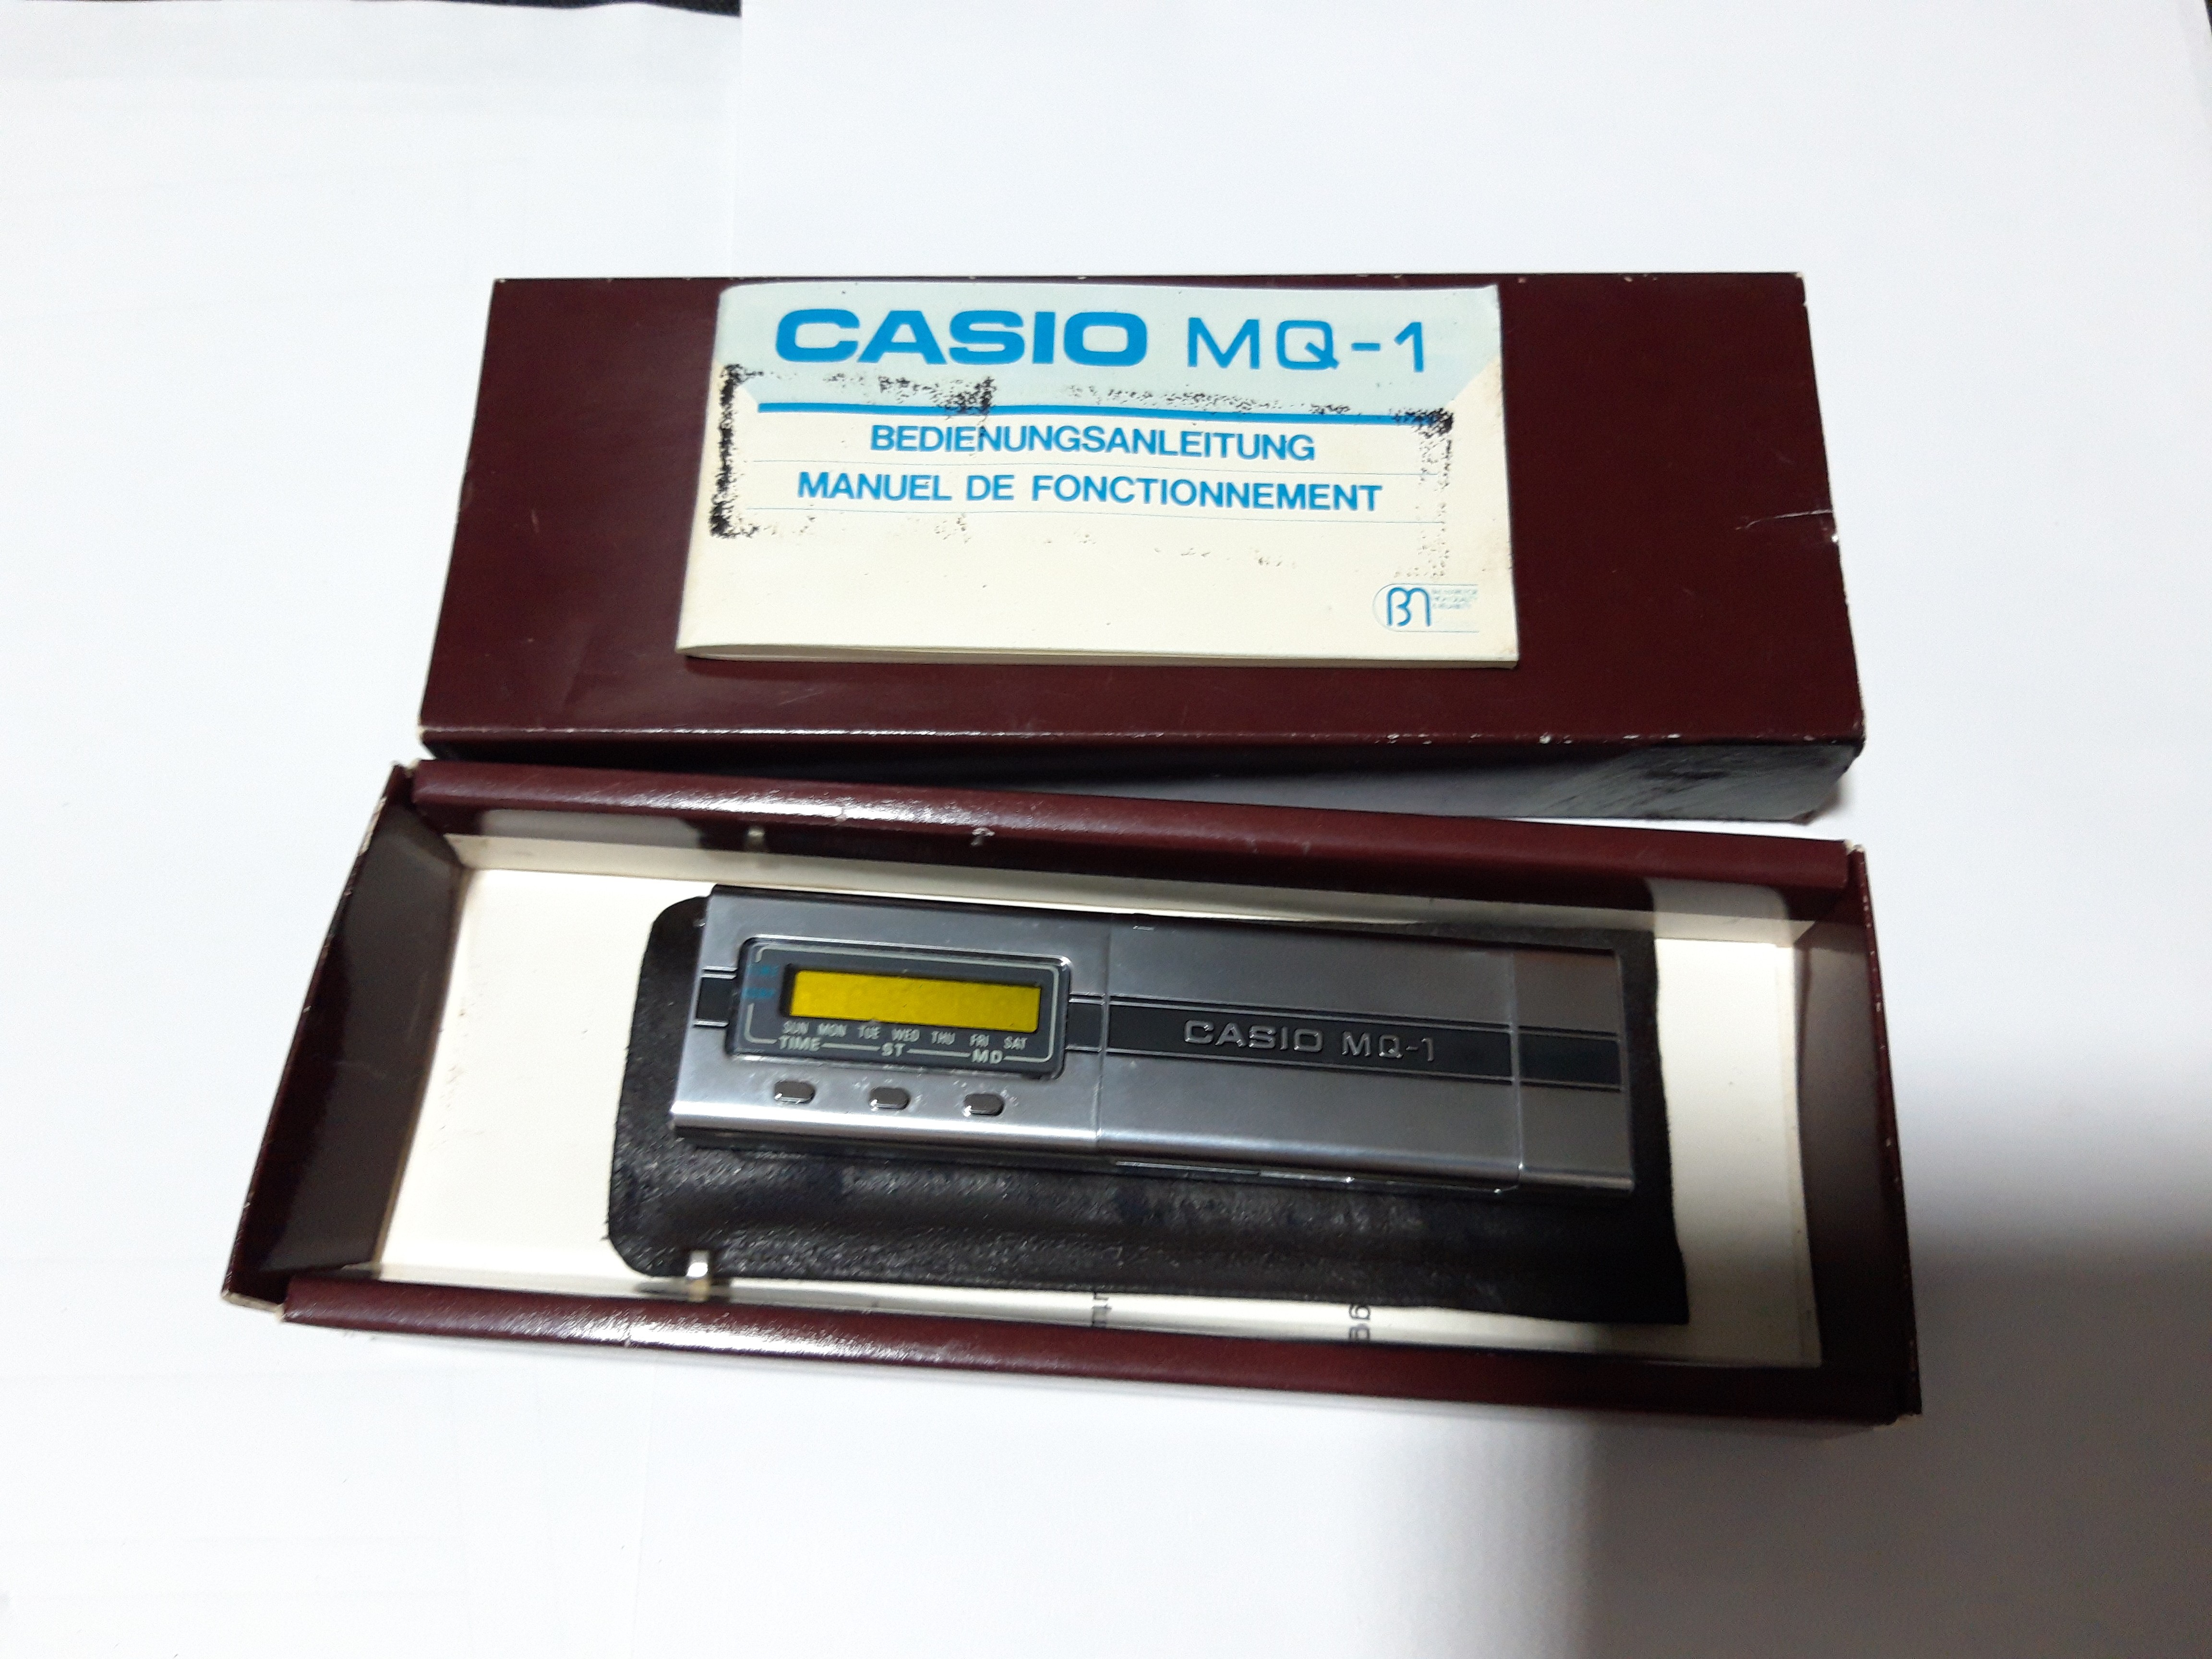 CASIO MQ-1
BEDIENUNGSANLEITUNG
MANUEL DE FONCTIONNEMENT
SUN MON TUE WED THU FRI SAT
TIME ST MD
CASIO MQ-1